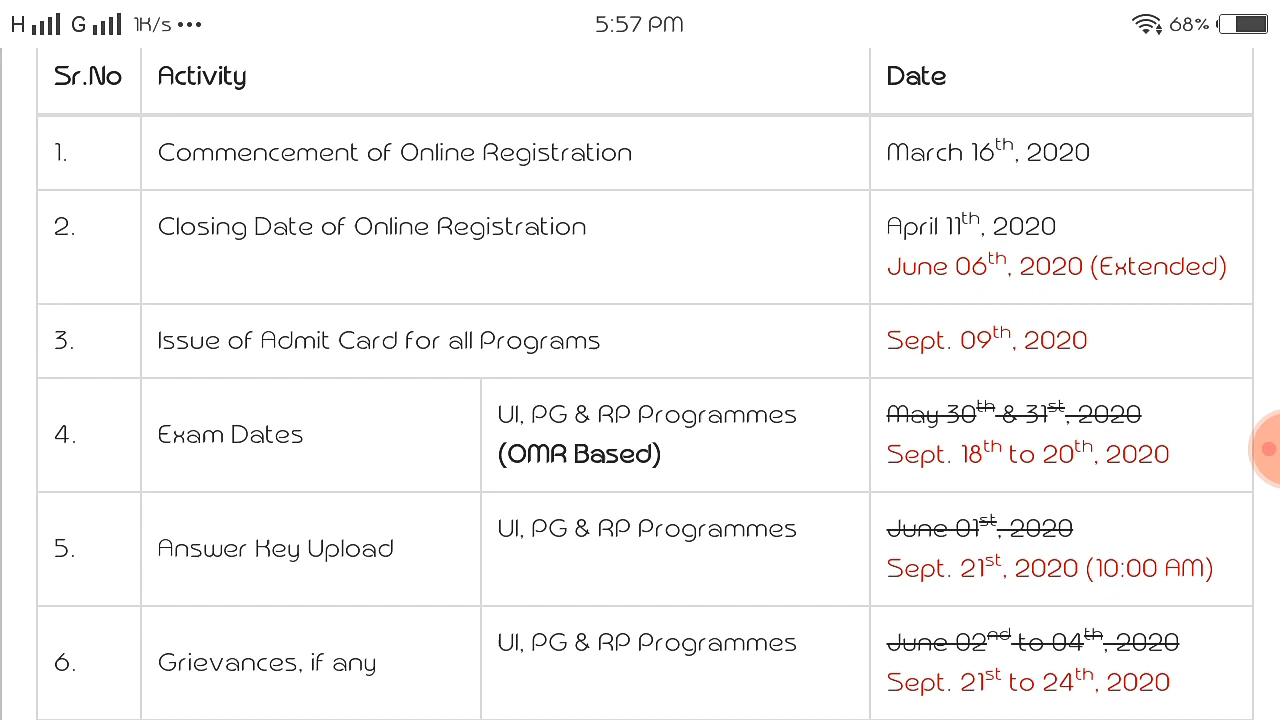 H G 1K/s ••• 5:57 PM 68%
Sr.No Activity Date
1. Commencement of Online Registration March 16th, 2020
2. Closing Date of Online Registration April 11th, 2020
June 06th, 2020 (Extended)
3. Issue of Admit Card for all Programs Sept. 09th, 2020
4. Exam Dates UI, PG & RP Programmes May 30th & 31st, 2020
(OMR Based) Sept. 18th to 20th, 2020
5. Answer Key Upload UI, PG & RP Programmes June 01st, 2020
Sept. 21st, 2020 (10:00 AM)
6. Grievances, if any UI, PG & RP Programmes June 02nd to 04th, 2020
Sept. 21st to 24th, 2020